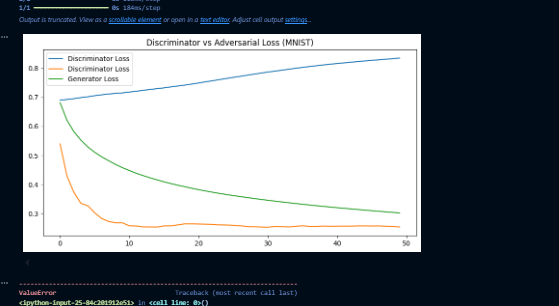 1/1 ━━━━━━━━━━ 0s 184ms/step
Output is truncated. View as a scrollable element or open in a text editor. Adjust cell output settings...
Discriminator vs Adversarial Loss (MNIST)
Discriminator Loss
Discriminator Loss
Generator Loss
0.8
0.7
0.6
0.5
0.4
0.3
0 10 20 30 40 50
ValueError Traceback (most recent call last)
<ipython-input-25-84c201912e51> in <cell line: 0>()